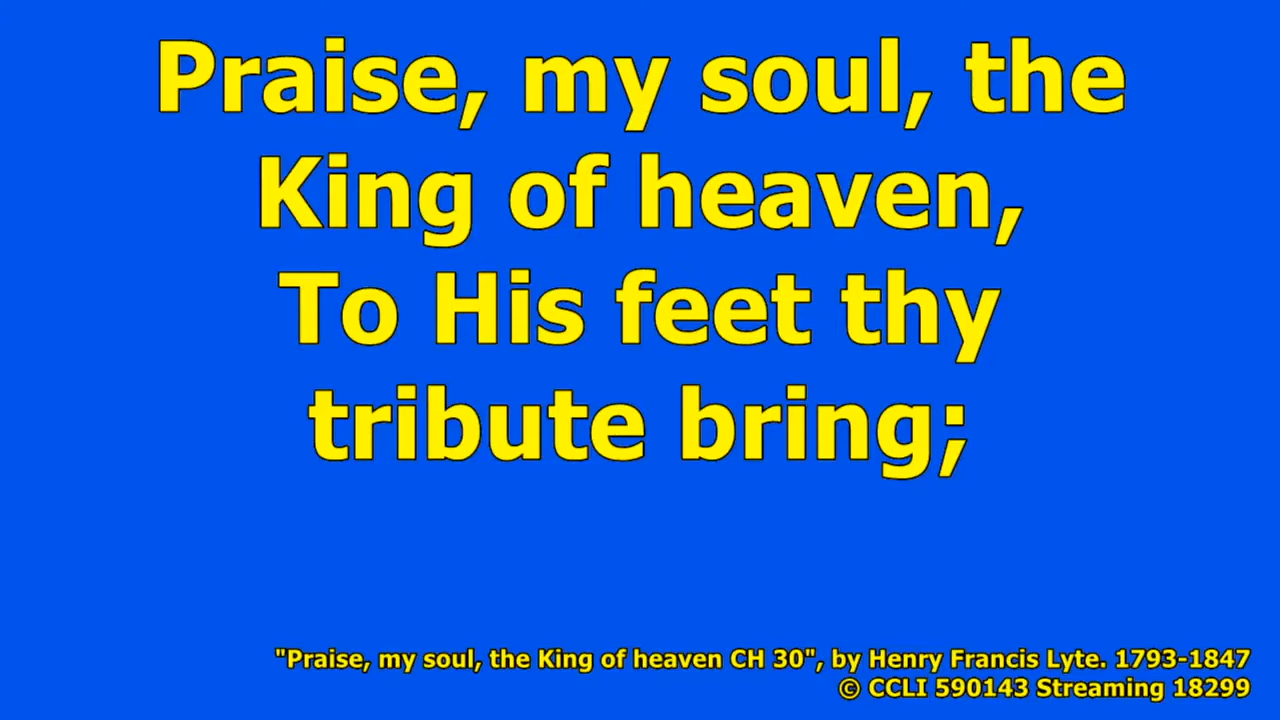 Praise, my soul, the
King of heaven,
To His feet thy
tribute bring;
"Praise, my soul, the King of heaven CH 30", by Henry Francis Lyte. 1793-1847
© CCLI 590143 Streaming 18299